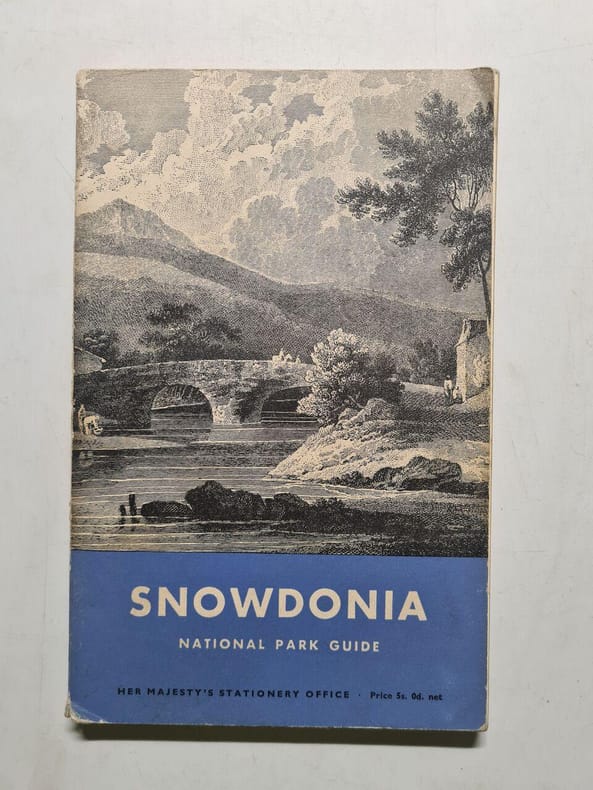 SNOWDONIA
NATIONAL PARK GUIDE
HER MAJESTY'S STATIONERY OFFICE · Price 5s. 0d. net